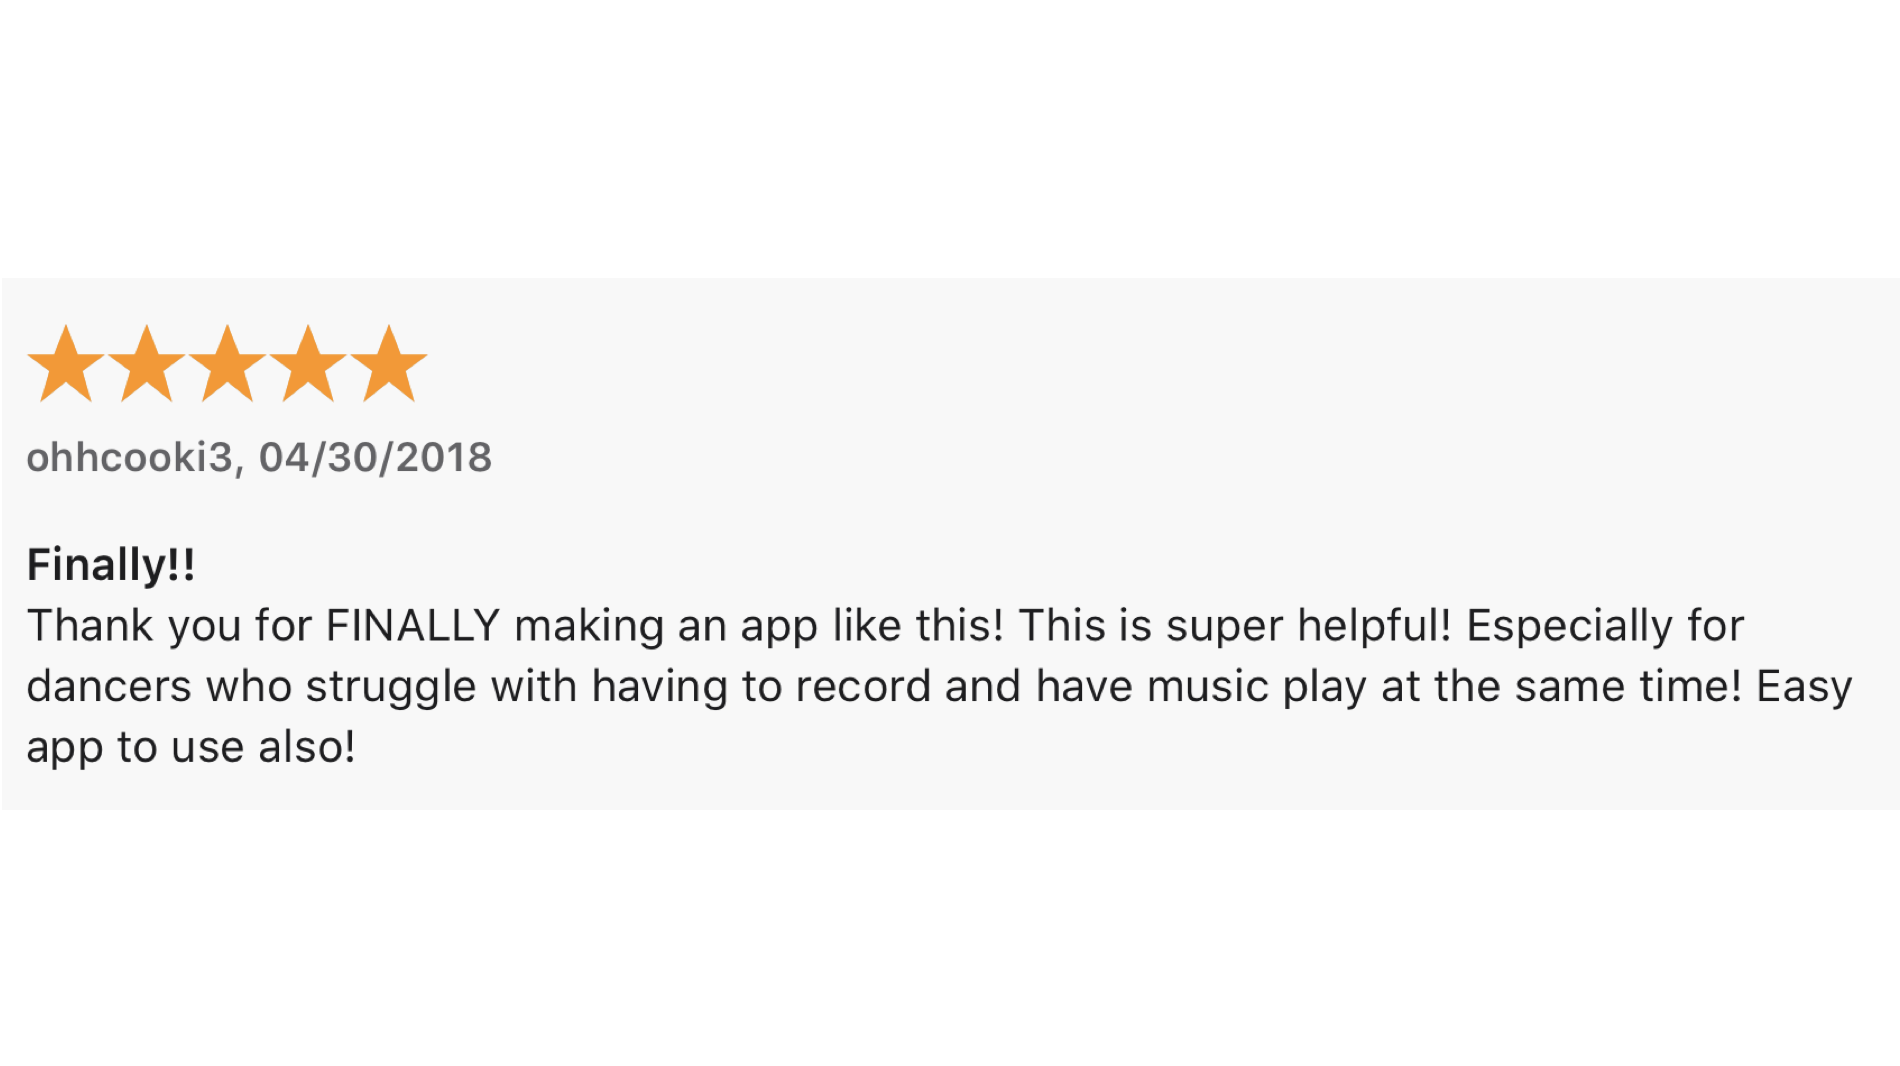 ohhcooki3, 04/30/2018
Finally!!
Thank you for FINALLY making an app like this! This is super helpful! Especially for
dancers who struggle with having to record and have music play at the same time! Easy
app to use also!